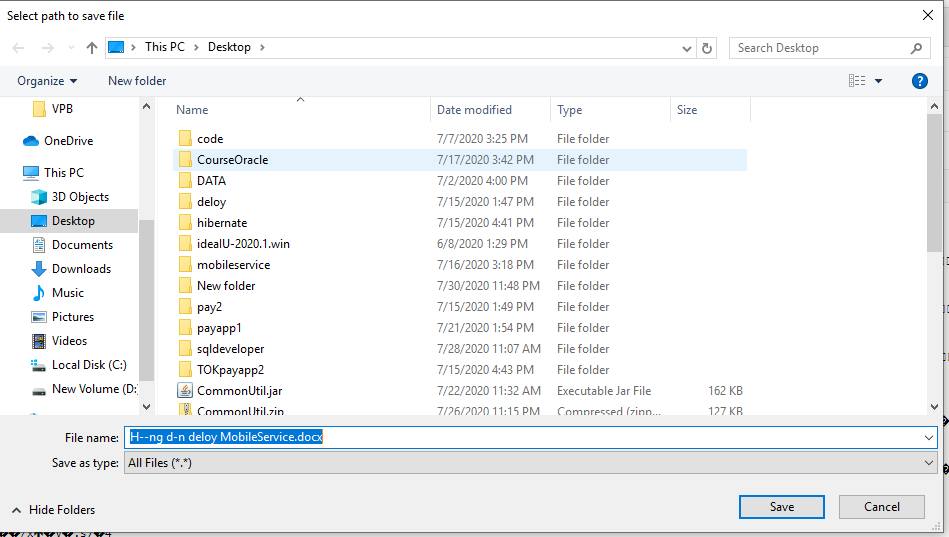 Select path to save file
This PC > Desktop >
Search Desktop
Organize
New folder
VPB
OneDrive
This PC
3D Objects
Desktop
Documents
Downloads
Music
Pictures
Videos
Local Disk (C:)
New Volume (D:
Name Date modified Type Size
code 7/7/2020 3:25 PM File folder
CourseOracle 7/17/2020 3:42 PM File folder
DATA 7/2/2020 4:00 PM File folder
deloy 7/15/2020 1:47 PM File folder
hibernate 7/15/2020 4:41 PM File folder
idealU-2020.1.win 6/8/2020 1:29 PM File folder
mobileservice 7/16/2020 3:18 PM File folder
New folder 7/30/2020 11:48 PM File folder
pay2 7/15/2020 1:49 PM File folder
payapp1 7/21/2020 1:54 PM File folder
sqldeveloper 7/28/2020 11:07 AM File folder
TOKpayapp2 7/15/2020 4:43 PM File folder
CommonUtil.jar 7/22/2020 11:32 AM Executable Jar File 162 KB
CommonUtil.zip 7/26/2020 11:15 PM Compressed (zipp... 127 KB
File name: H--ng d-n deloy MobileService.docx
Save as type: All Files (*.*)
Hide Folders
Save
Cancel